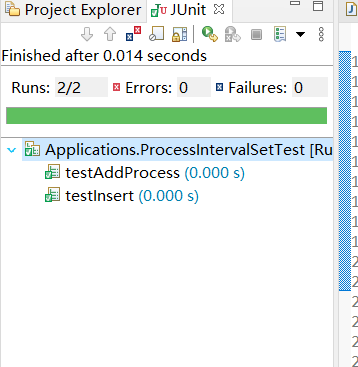 Project Explorer JUnit
Finished after 0.014 seconds
Runs: 2/2 Errors: 0 Failures: 0
Applications.ProcessIntervalSetTest [Ru
testAddProcess (0.000 s)
testInsert (0.000 s)